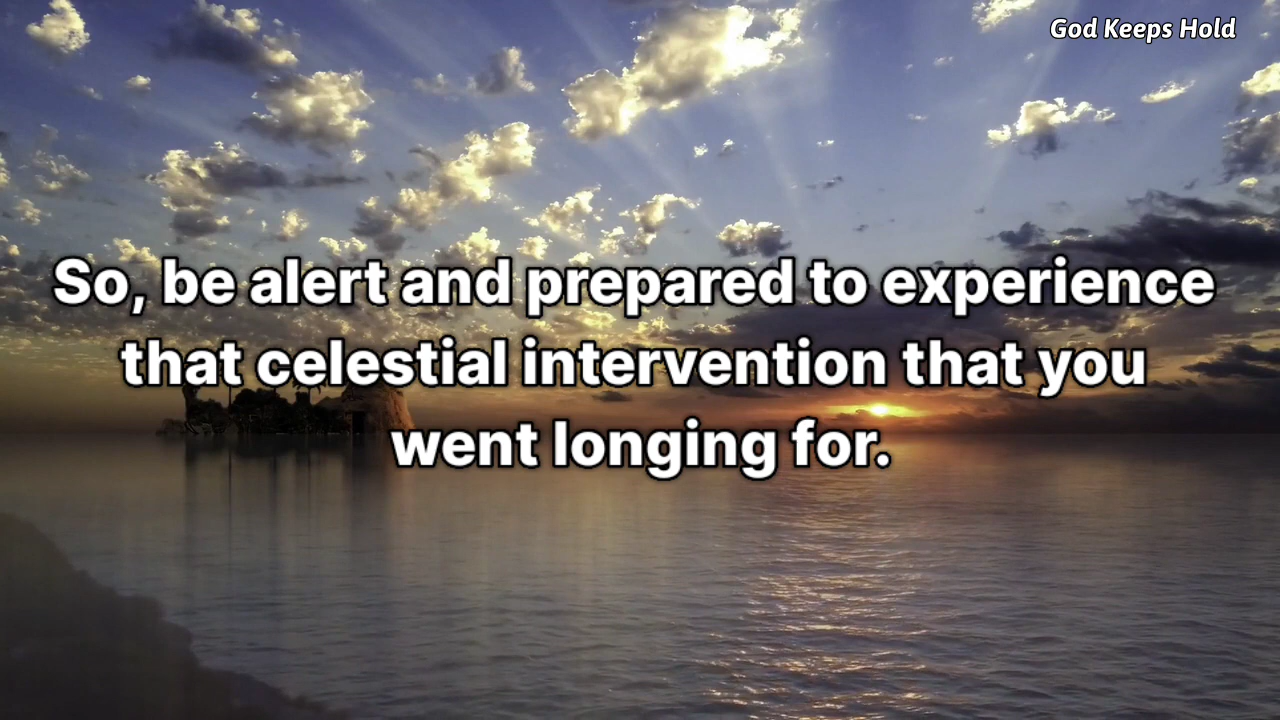 God Keeps Hold
So, be alert and prepared to experience
that celestial intervention that you
went longing for.